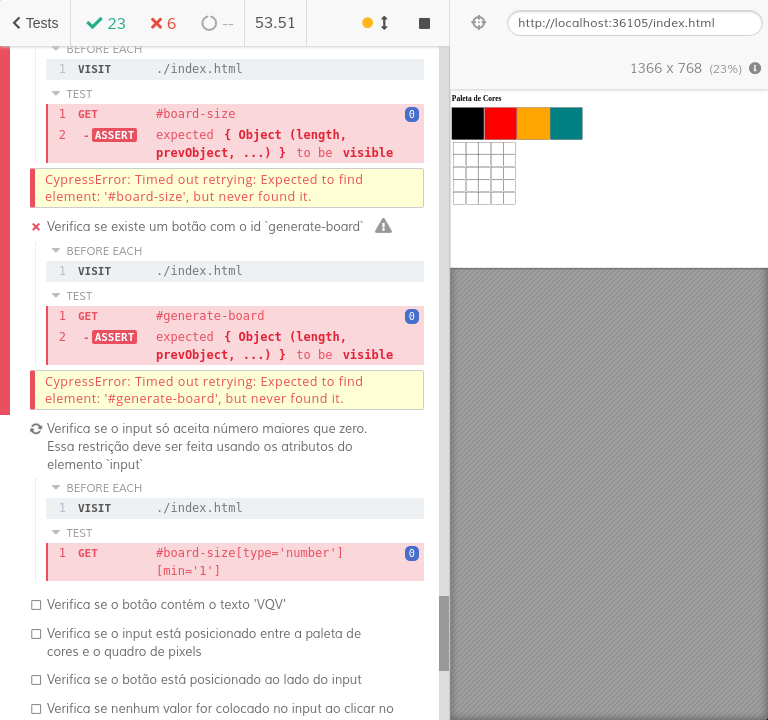 Tests
23
6
--
53.51
http://localhost:36105/index.html
1366 x 768 (23%)
BEFORE EACH
1 VISIT ./index.html
TEST
1 GET #board-size 0
2 -ASSERT expected { Object (length,
prevObject, ...) } to be visible
CypressError: Timed out retrying: Expected to find
element: '#board-size', but never found it.
Verifica se existe um botão com o id `generate-board`
BEFORE EACH
1 VISIT ./index.html
TEST
1 GET #generate-board 0
2 -ASSERT expected { Object (length,
prevObject, ...) } to be visible
CypressError: Timed out retrying: Expected to find
element: '#generate-board', but never found it.
Verifica se o input só aceita número maiores que zero.
Essa restrição deve ser feita usando os atributos do
elemento `input`
BEFORE EACH
1 VISIT ./index.html
TEST
1 GET #board-size[type='number'] 0
[min='1']
Verifica se o botão contém o texto 'VQV'
Verifica se o input está posicionado entre a paleta de
cores e o quadro de pixels
Verifica se o botão está posicionado ao lado do input
Verifica se nenhum valor for colocado no input ao clicar no
Paleta de Cores